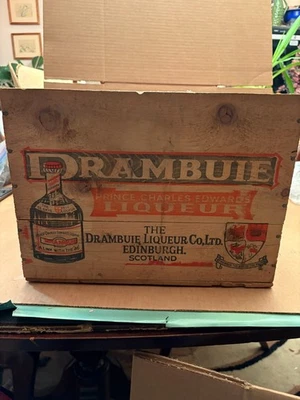 DRAMBUIE
PRINCE CHARLES EDWARD'S
LIQUEUR
THE
DRAMBUIE LIQUEUR CO, LTD.
EDINBURGH,
SCOTLAND